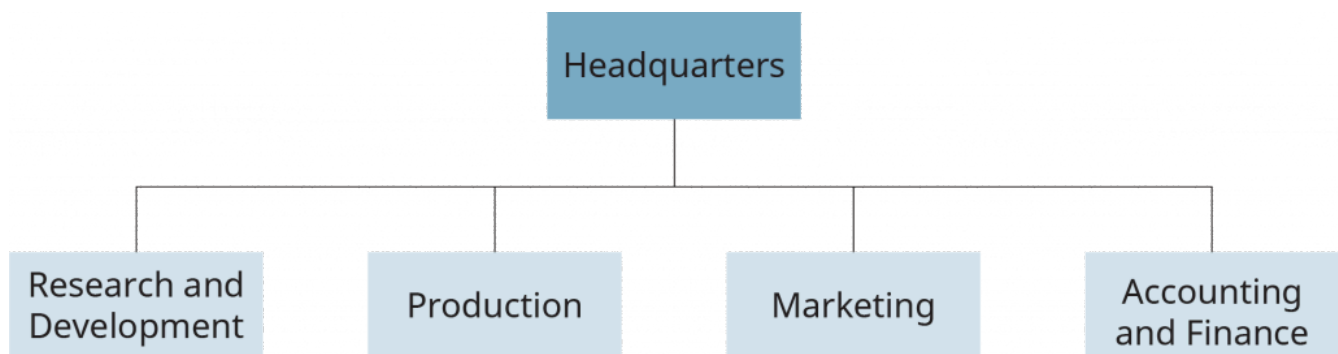 Headquarters
Research and
Development
Production
Marketing
Accounting
and Finance